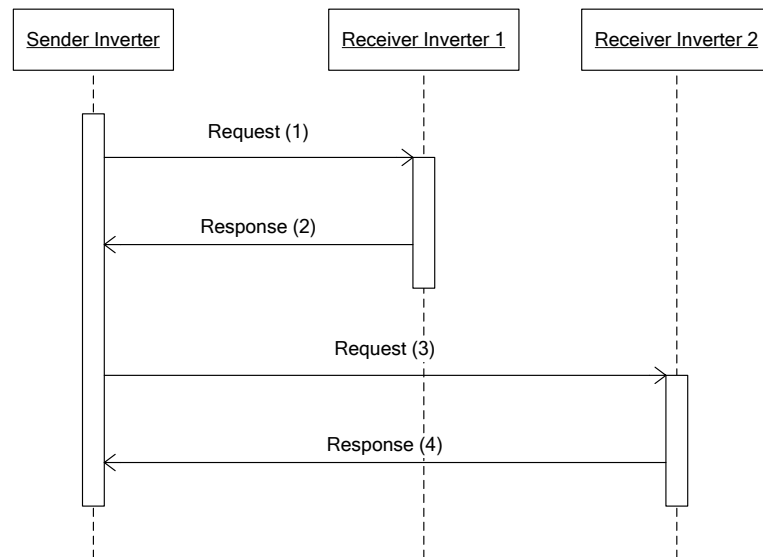 Sender Inverter
Receiver Inverter 1
Receiver Inverter 2
Request (1)
Response (2)
Request (3)
Response (4)